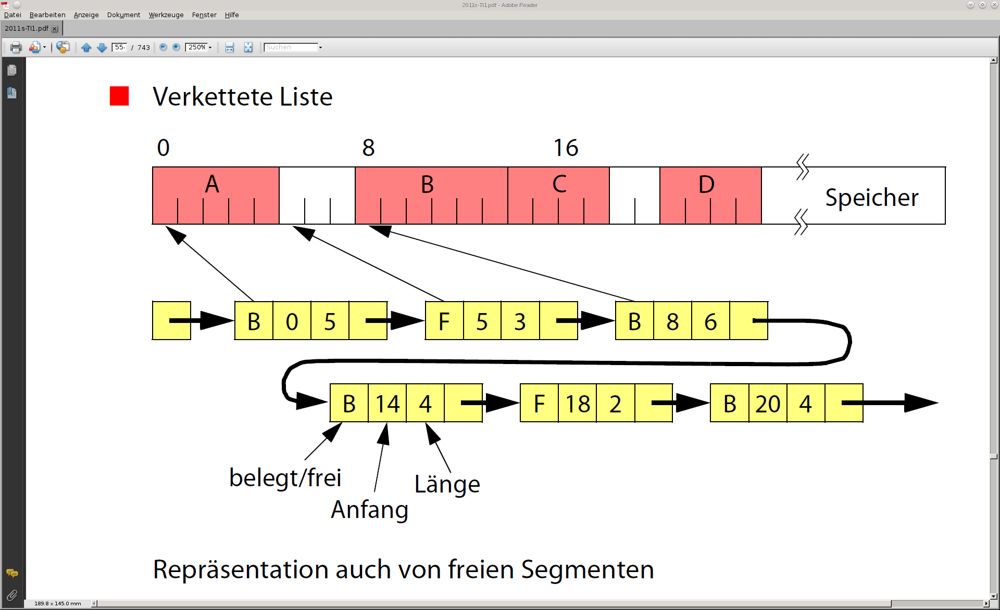 2011s-TI1.pdf - Adobe Reader
Datei Bearbeiten Anzeige Dokument Werkzeuge Fenster Hilfe
2011s-TI1.pdf
55. / 743 250% Suchen
Verkettete Liste
0 8 16
A B C D
Speicher
B 0 5 F 5 3 B 8 6
B 14 4 F 18 2 B 20 4
belegt/frei
Länge
Anfang
Repräsentation auch von freien Segmenten
189.8 x 145.0 mm